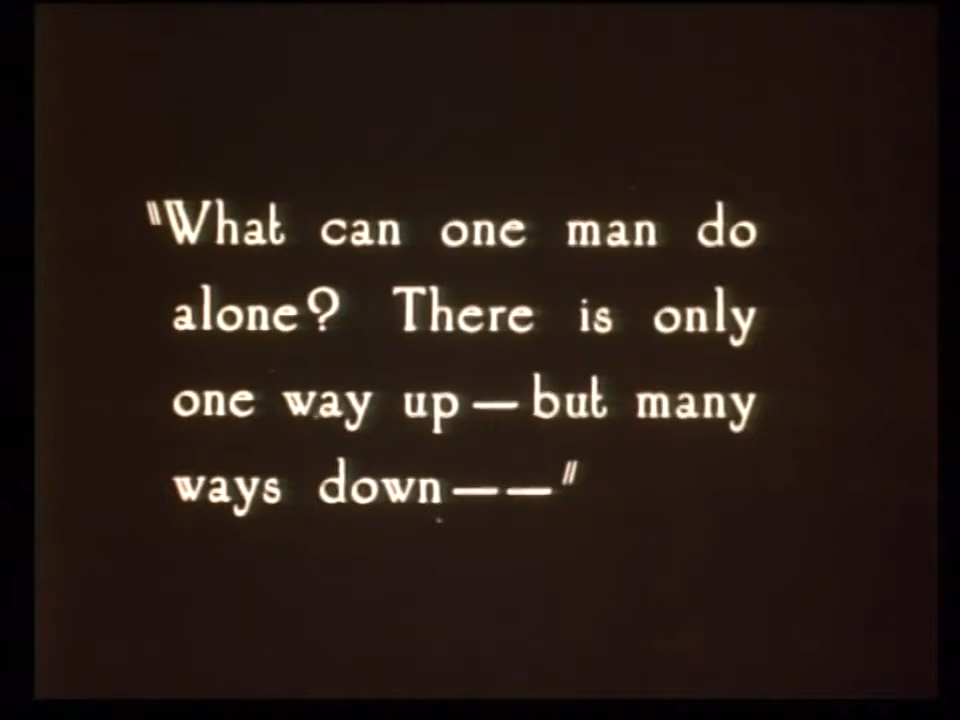 "What can one man do
alone? There is only
one way up — but many
ways down — — "